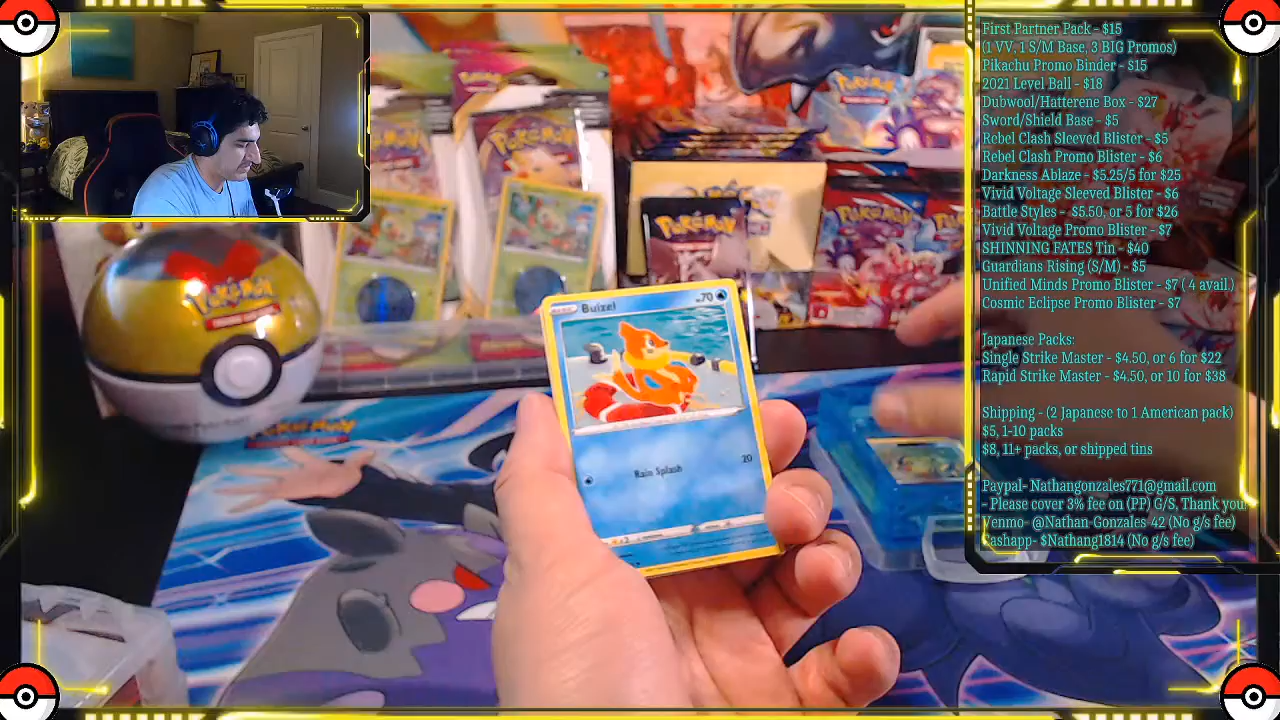 First Partner Pack - $15
(1 VV, 1 S/M Base, 3 BIG Promos)
Pikachu Promo Binder - $15
2021 Level Ball - $18
Dubwool/Hatterene Box - $27
Sword/Shield Base - $5
Rebel Clash Sleeved Blister - $5
Rebel Clash Promo Blister - $6
Darkness Ablaze - $5.25/5 for $25
Vivid Voltage Sleeved Blister - $6
Battle Styles - $5.50, or 5 for $26
Vivid Voltage Promo Blister - $7
SHINNING FATES Tin - $40
Guardians Rising (S/M) - $5
Unified Minds Promo Blister - $7 ( 4 avail.)
Cosmic Eclipse Promo Blister - $7
Japanese Packs:
Single Strike Master - $4.50, or 6 for $22
Rapid Strike Master - $4.50, or 10 for $38
Shipping - (2 Japanese to 1 American pack)
$5, 1-10 packs
$8, 11+ packs, or shipped tins
Paypal- Nathangonzales771@gmail.com
- Please cover 3% fee on (PP) G/S, Thank you
Venmo- @Nathan-Gonzales-42 (No g/s fee)
Cashapp- $Nathang1814 (No g/s fee)
Pokémon
Pokémon
Pokémon
Pokémon
Pokémon
Pokémon
Buizel
70
Rain Splash
20